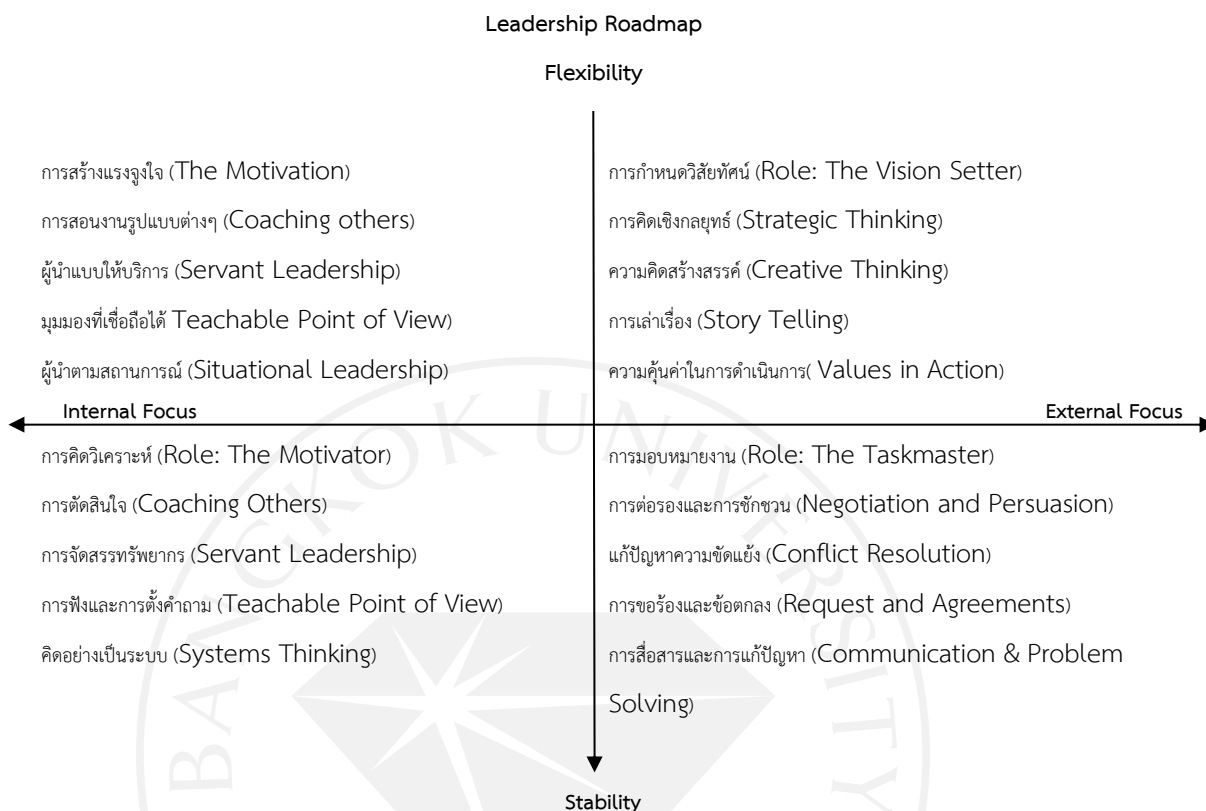 Leadership Roadmap
Flexibility
การสร้างแรงจูงใจ (The Motivation)
การสอนงานรูปแบบต่างๆ (Coaching others)
ผู้นำแบบให้บริการ (Servant Leadership)
มุมมองที่เชื่อถือได้ Teachable Point of View)
ผู้นำตามสถานการณ์ (Situational Leadership)
การกำหนดวิสัยทัศน์ (Role: The Vision Setter)
การคิดเชิงกลยุทธ์ (Strategic Thinking)
ความคิดสร้างสรรค์ (Creative Thinking)
การเล่าเรื่อง (Story Telling)
ความคุ้นค่าในการดำเนินการ( Values in Action)
Internal Focus
External Focus
การคิดวิเคราะห์ (Role: The Motivator)
การตัดสินใจ (Coaching Others)
การจัดสรรทรัพยากร (Servant Leadership)
การฟังและการตั้งคำถาม (Teachable Point of View)
คิดอย่างเป็นระบบ (Systems Thinking)
การมอบหมายงาน (Role: The Taskmaster)
การต่อรองและการชักชวน (Negotiation and Persuasion)
แก้ปัญหาความขัดแย้ง (Conflict Resolution)
การขอร้องและข้อตกลง (Request and Agreements)
การสื่อสารและการแก้ปัญหา (Communication & Problem
Solving)
Stability
BANGKOK UNIVERSITY